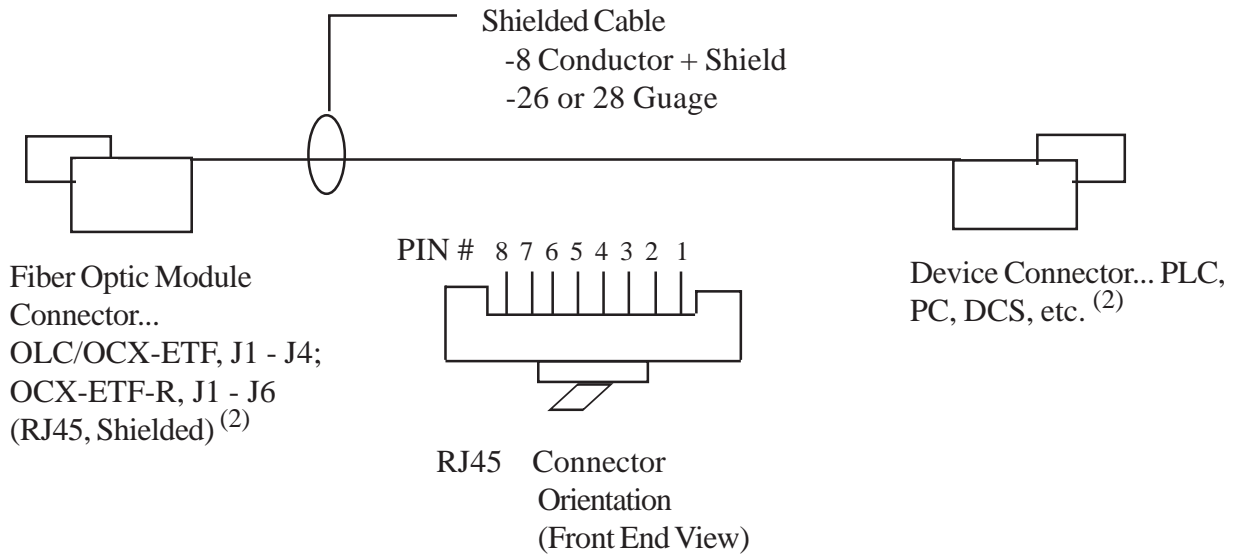 Shielded Cable
-8 Conductor + Shield
-26 or 28 Guage
PIN # 8 7 6 5 4 3 2 1
Fiber Optic Module
Connector...
OLC/OCX-ETF, J1 - J4;
OCX-ETF-R, J1 - J6
(RJ45, Shielded) (2)
Device Connector... PLC,
PC, DCS, etc. (2)
RJ45 Connector
Orientation
(Front End View)